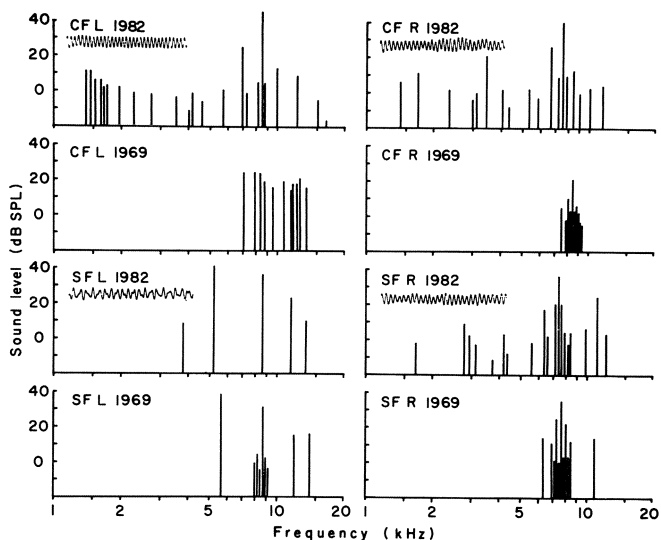 CF L 1982
CF R 1982
40
20
0
CF L 1969
CF R 1969
40
20
0
SF L 1982
SF R 1982
40
20
0
SF L 1969
SF R 1969
40
20
0
Sound level (dB SPL)
1 2 5 10 20
1 2 5 10 20
Frequency (kHz)